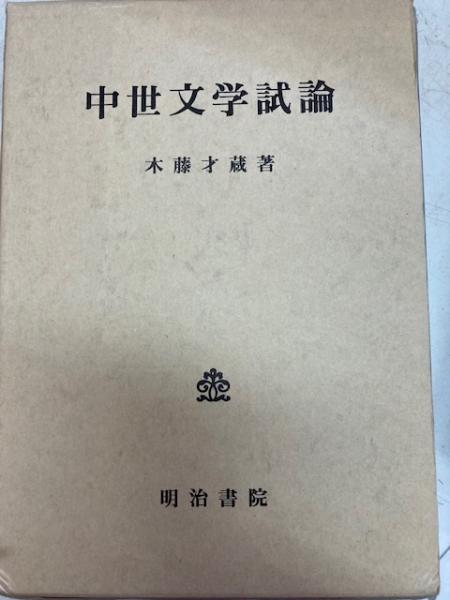 中世文学試論
木藤才蔵著
明治書院